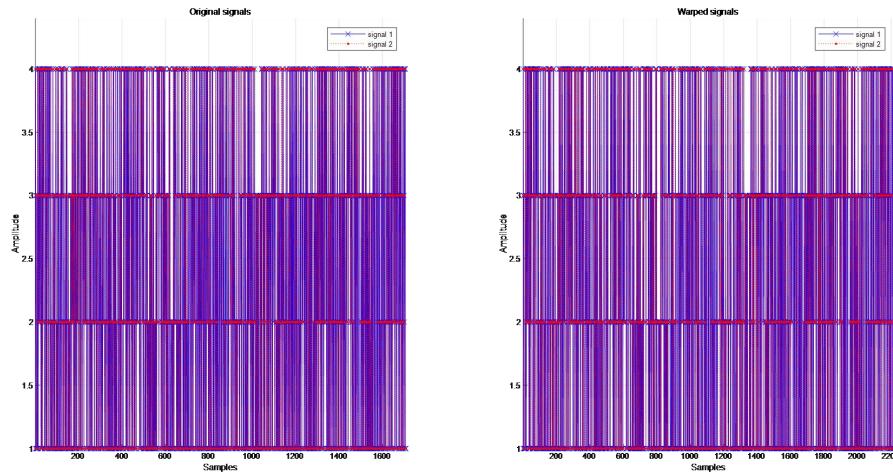 Original signals
signal 1
signal 2
4
3.5
3
2.5
2
1.5
1
Amplitude
200 400 600 800 1000 1200 1400 1600
Samples
Warped signals
signal 1
signal 2
4
3.5
3
2.5
2
1.5
1
Amplitude
200 400 600 800 1000 1200 1400 1600 1800 2000 2200
Samples